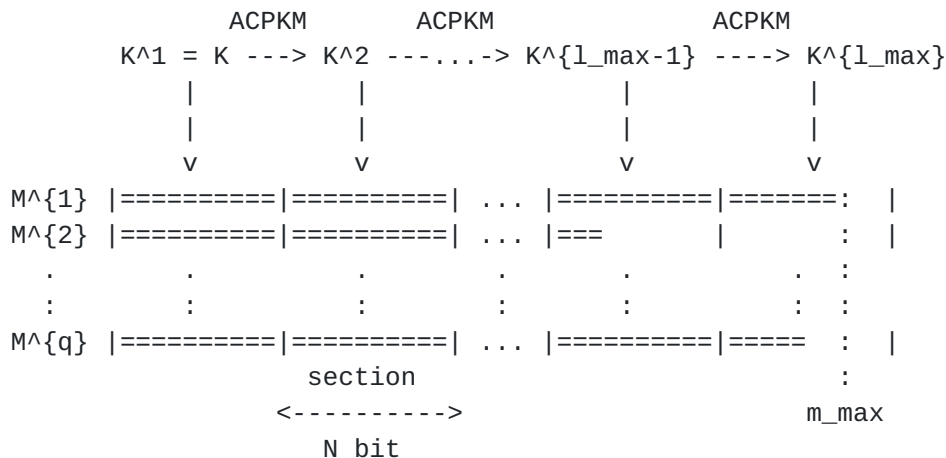 ACPKM ACPKM ACPKM
K^1 = K ---> K^2 ---...-> K^{l_max-1} ----> K^{l_max}
| | | |
| | | |
v v v v
M^{1} |==========|==========| ... |==========|=======: |
M^{2} |==========|==========| ... |=== | : |
. . . . . . :
: : : : : : :
M^{q} |==========|==========| ... |==========|===== : |
section :
<----------> m_max
N bit